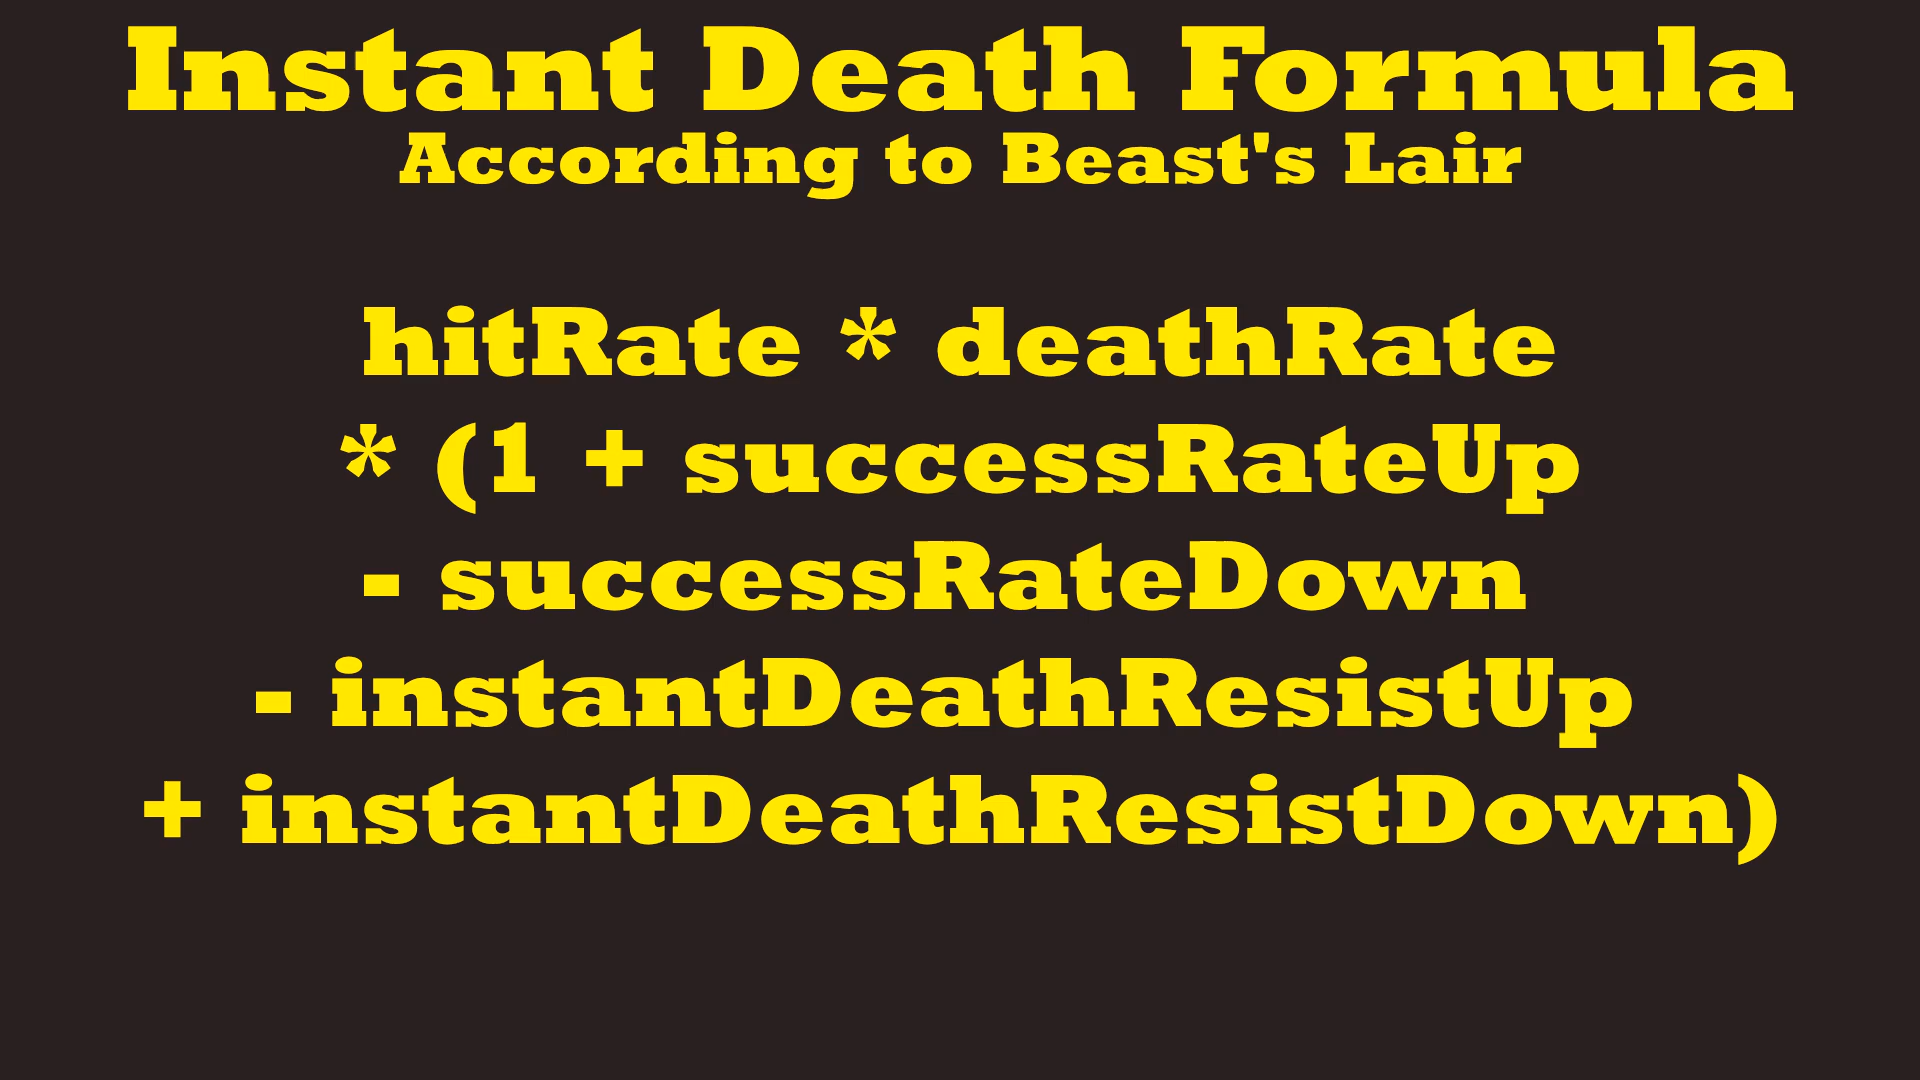 Instant Death Formula
According to Beast's Lair
hitRate * deathRate
* (1 + successRateUp
- successRateDown
- instantDeathResistUp
+ instantDeathResistDown)